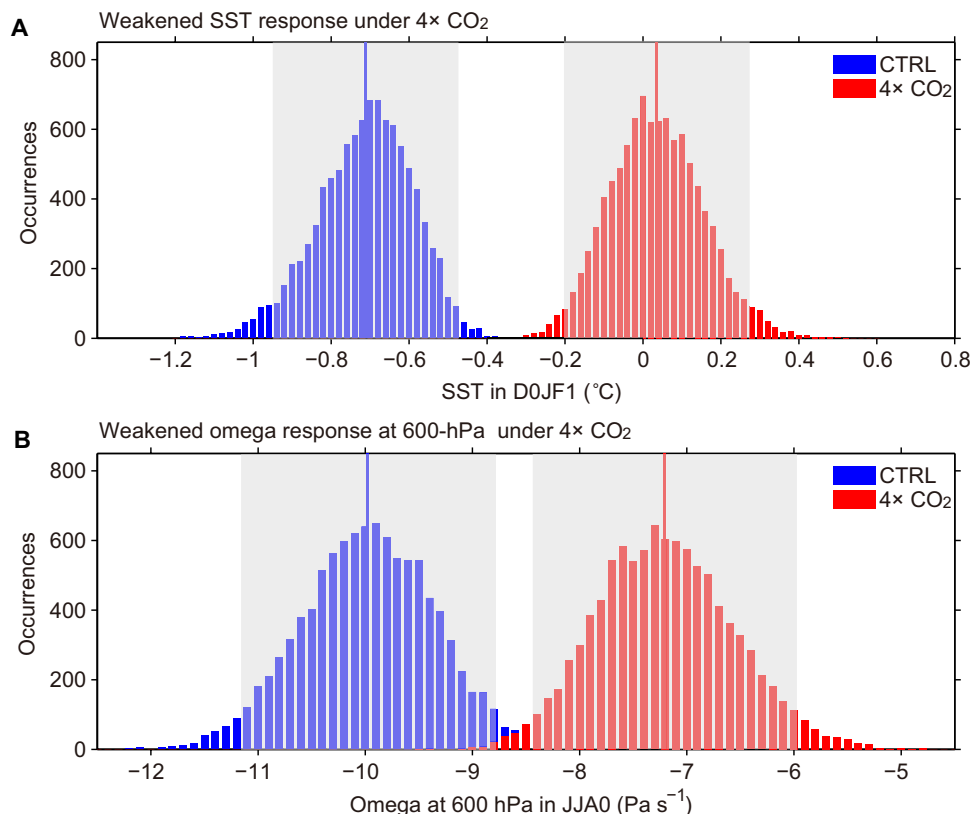 A
Weakened SST response under 4× CO₂
800
600
400
200
0
Occurrences
CTRL
4× CO₂
−1.2 −1 −0.8 −0.6 −0.4 −0.2 0 0.2 0.4 0.6 0.8
SST in D0JF1 (°C)
B
Weakened omega response at 600-hPa under 4× CO₂
800
600
400
200
0
Occurrences
CTRL
4× CO₂
−12 −11 −10 −9 −8 −7 −6 −5
Omega at 600 hPa in JJA0 (Pa s⁻¹)